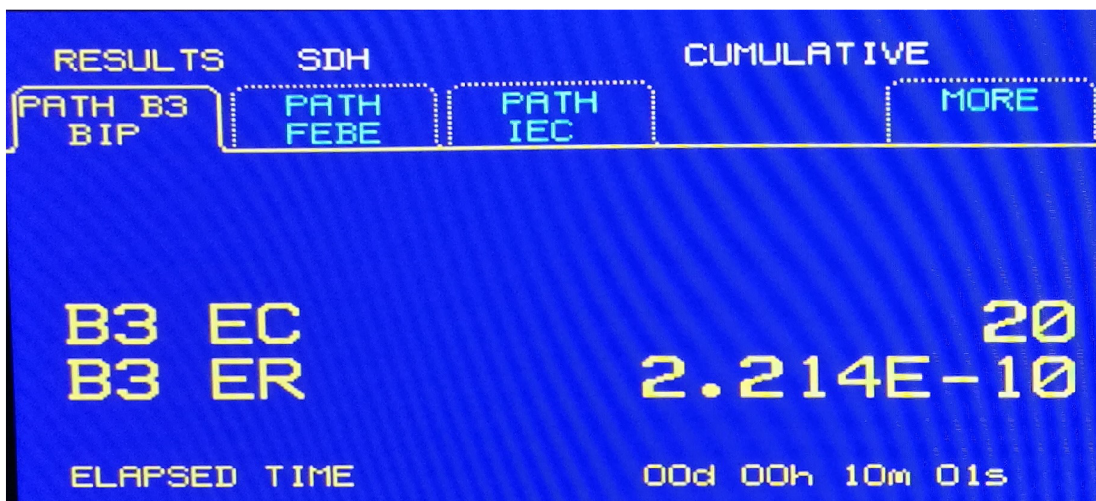 RESULTS SDH CUMULATIVE
PATH B3 BIP
PATH FEBE
PATH IEC
MORE
B3 EC 20
B3 ER 2.214E-10
ELAPSED TIME 00d 00h 10m 01s